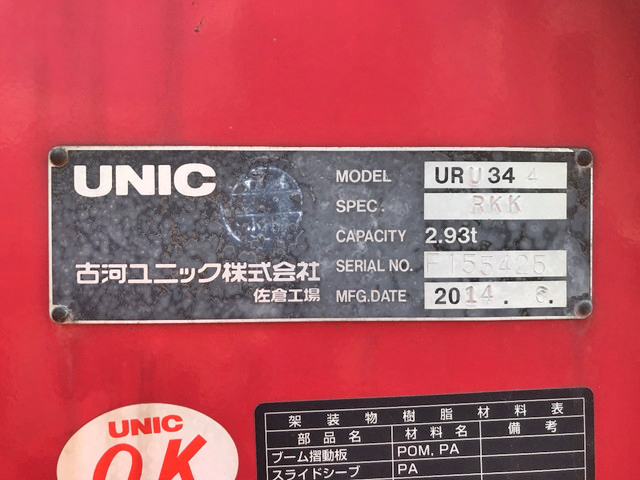 UNIC
MODEL URU344
SPEC. RKK
CAPACITY 2.93t
SERIAL NO. F155425
MFG.DATE 2014. 6.
古河ユニック株式会社
佐倉工場
UNIC
OK
架装物樹脂材料表
部品名 材料 備考
ブーム摺動板 POM, PA
スライドシーブ PA